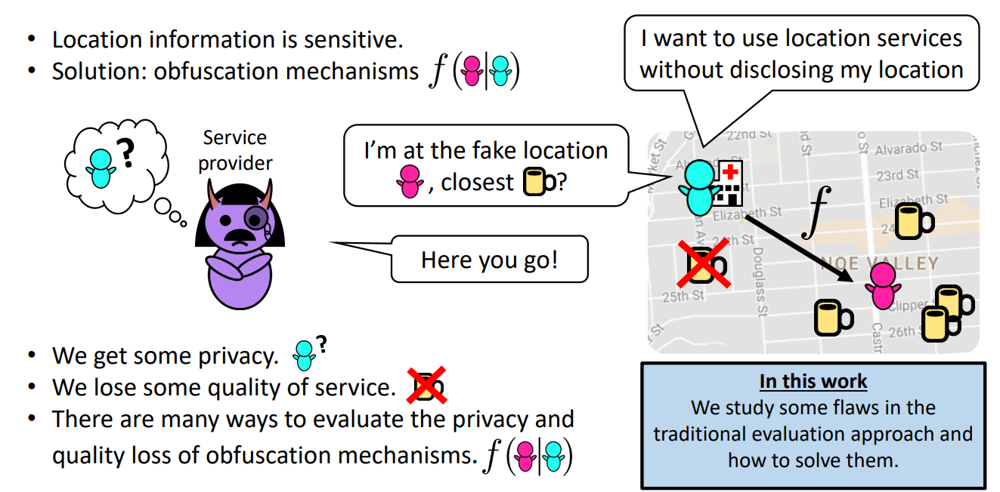 • Location information is sensitive.
• Solution: obfuscation mechanisms f( | )
I want to use location services
without disclosing my location
?
Service
provider
I'm at the fake location
, closest ?
Here you go!
22nd St
Alvarado St
23rd St
Elizabeth St
Elizabeth St
f
24th St
NOE VALLEY
Douglass St
25th St
Clipper
26th
Castr
• We get some privacy. ?
• We lose some quality of service.
• There are many ways to evaluate the privacy and
quality loss of obfuscation mechanisms. f( | )
In this work
We study some flaws in the
traditional evaluation approach and
how to solve them.